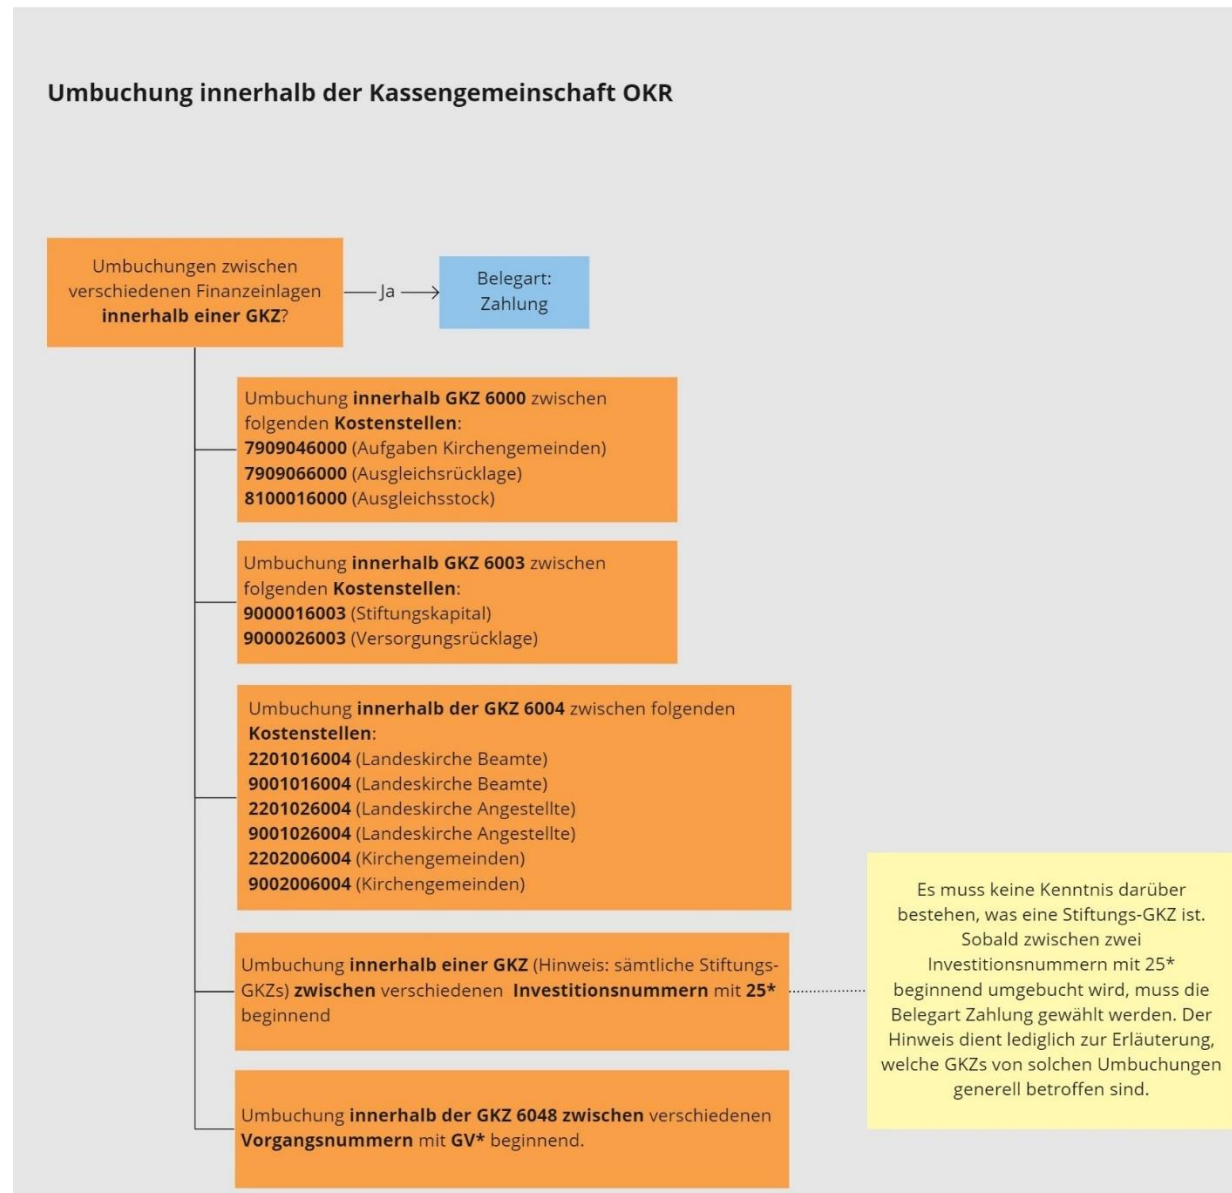 Umbuchung innerhalb der Kassengemeinschaft OKR
Umbuchungen zwischen
verschiedenen Finanzeinlagen
innerhalb einer GKZ?
Ja
Belegart:
Zahlung
Umbuchung innerhalb GKZ 6000 zwischen
folgenden Kostenstellen:
7909046000 (Aufgaben Kirchengemeinden)
7909066000 (Ausgleichsrücklage)
8100016000 (Ausgleichsstock)
Umbuchung innerhalb GKZ 6003 zwischen
folgenden Kostenstellen:
9000016003 (Stiftungskapital)
9000026003 (Versorgungsrücklage)
Umbuchung innerhalb der GKZ 6004 zwischen folgenden
Kostenstellen:
2201016004 (Landeskirche Beamte)
9001016004 (Landeskirche Beamte)
2201026004 (Landeskirche Angestellte)
9001026004 (Landeskirche Angestellte)
2202006004 (Kirchengemeinden)
9002006004 (Kirchengemeinden)
Umbuchung innerhalb einer GKZ (Hinweis: sämtliche Stiftungs-
GKZs) zwischen verschiedenen Investitionsnummern mit 25*
beginnend
Es muss keine Kenntnis darüber
bestehen, was eine Stiftungs-GKZ ist.
Sobald zwischen zwei
Investitionsnummern mit 25*
beginnend umgebucht wird, muss die
Belegart Zahlung gewählt werden. Der
Hinweis dient lediglich zur Erläuterung,
welche GKZs von solchen Umbuchungen
generell betroffen sind.
Umbuchung innerhalb der GKZ 6048 zwischen verschiedenen
Vorgangsnummern mit GV* beginnend.